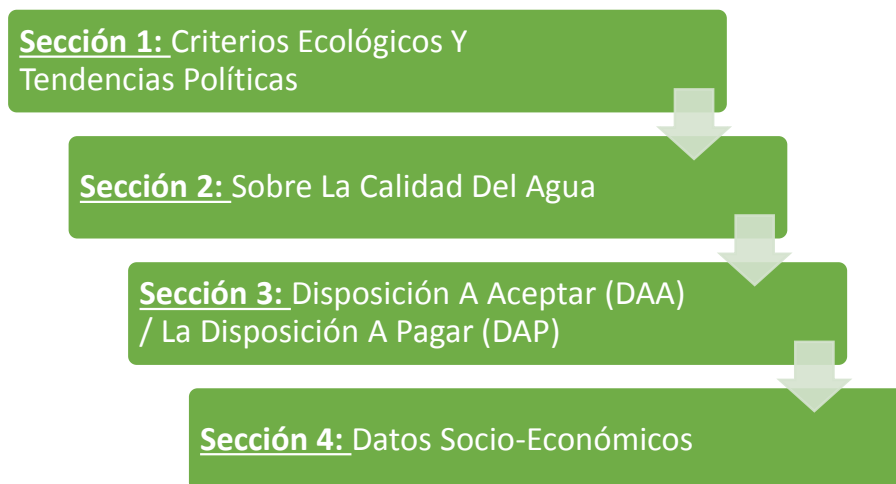 Sección 1: Criterios Ecológicos Y
Tendencias Políticas
Sección 2: Sobre La Calidad Del Agua
Sección 3: Disposición A Aceptar (DAA)
/ La Disposición A Pagar (DAP)
Sección 4: Datos Socio-Económicos